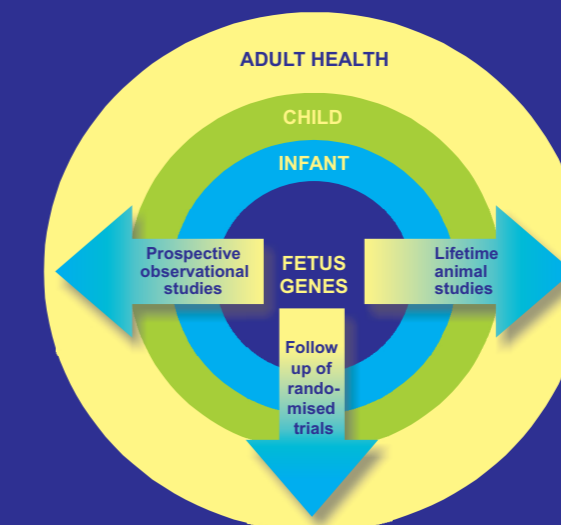 ADULT HEALTH
CHILD
INFANT
Prospective
observational
studies
FETUS
GENES
Lifetime
animal
studies
Follow
up of
rando-
mised
trials